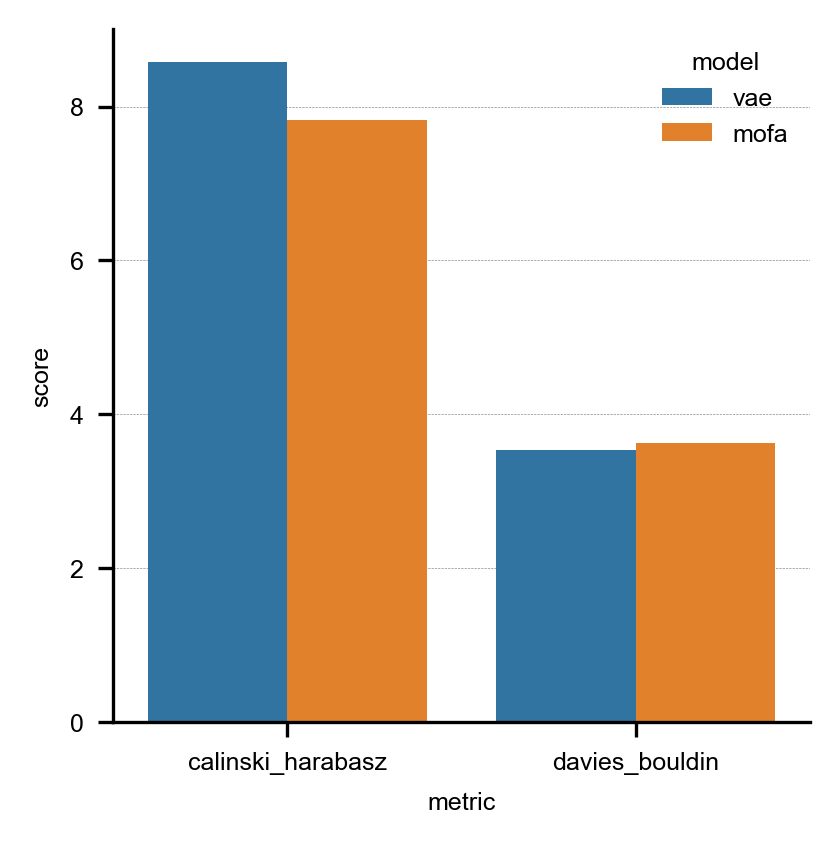 model
vae
mofa
8
6
4
2
0
score
calinski_harabasz
davies_bouldin
metric